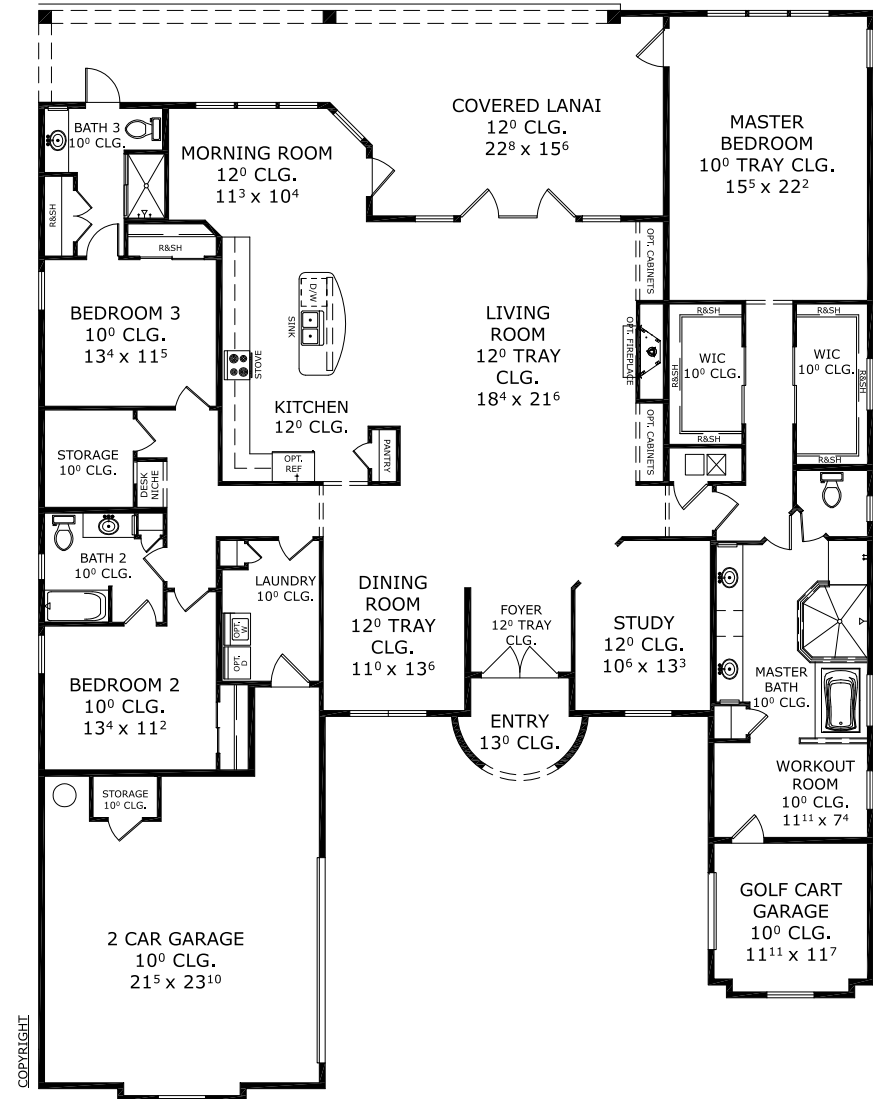 COVERED LANAI
12⁰ CLG.
22⁸ x 15⁶
MASTER
BEDROOM
10⁰ TRAY CLG.
15⁵ x 22²
BATH 3
10⁰ CLG.
MORNING ROOM
12⁰ CLG.
11³ x 10⁴
R&SH
R&SH
OPT. CABINETS
BEDROOM 3
10⁰ CLG.
13⁴ x 11⁵
D/W
SINK
STOVE
LIVING
ROOM
12⁰ TRAY
CLG.
18⁴ x 21⁶
OPT. FIREPLACE
R&SH
WIC
10⁰ CLG.
R&SH
R&SH
R&SH
WIC
10⁰ CLG.
R&SH
R&SH
KITCHEN
12⁰ CLG.
PANTRY
OPT.
REF
OPT. CABINETS
STORAGE
10⁰ CLG.
DESK
NICHE
BATH 2
10⁰ CLG.
LAUNDRY
10⁰ CLG.
OPT.
W
OPT.
D
DINING
ROOM
12⁰ TRAY
CLG.
11⁰ x 13⁶
FOYER
12⁰ TRAY
CLG.
STUDY
12⁰ CLG.
10⁶ x 13³
MASTER
BATH
10⁰ CLG.
BEDROOM 2
10⁰ CLG.
13⁴ x 11²
ENTRY
13⁰ CLG.
WORKOUT
ROOM
10⁰ CLG.
11¹¹ x 7⁴
STORAGE
10⁰ CLG.
GOLF CART
GARAGE
10⁰ CLG.
11¹¹ x 11⁷
2 CAR GARAGE
10⁰ CLG.
21⁵ x 23¹⁰
COPYRIGHT